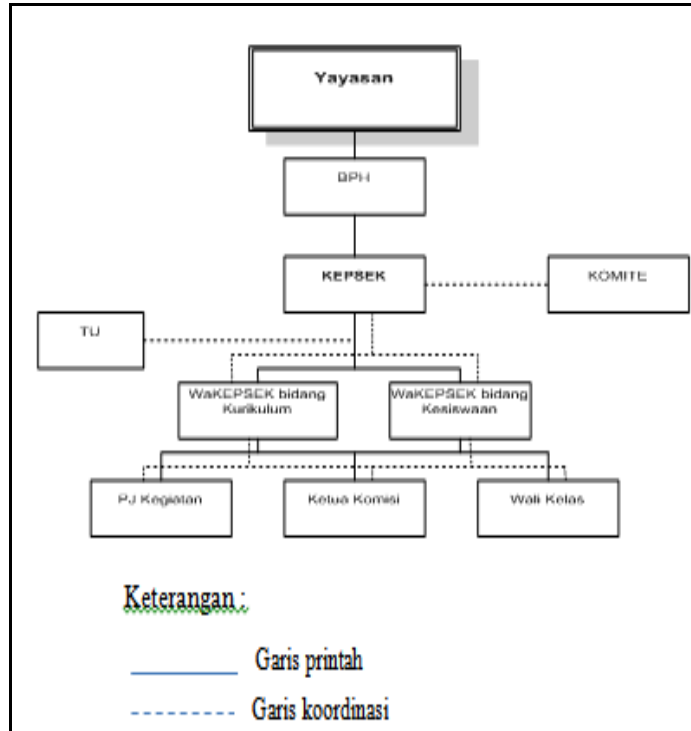 Yayasan
BPH
KEPSEK
KOMITE
TU
WaKEPSEK bidang
Kurikulum
WaKEPSEK bidang
Kesiswaan
PJ Kegiatan
Ketua Komisi
Wali Kelas
Keterangan :
Garis printah
Garis koordinasi